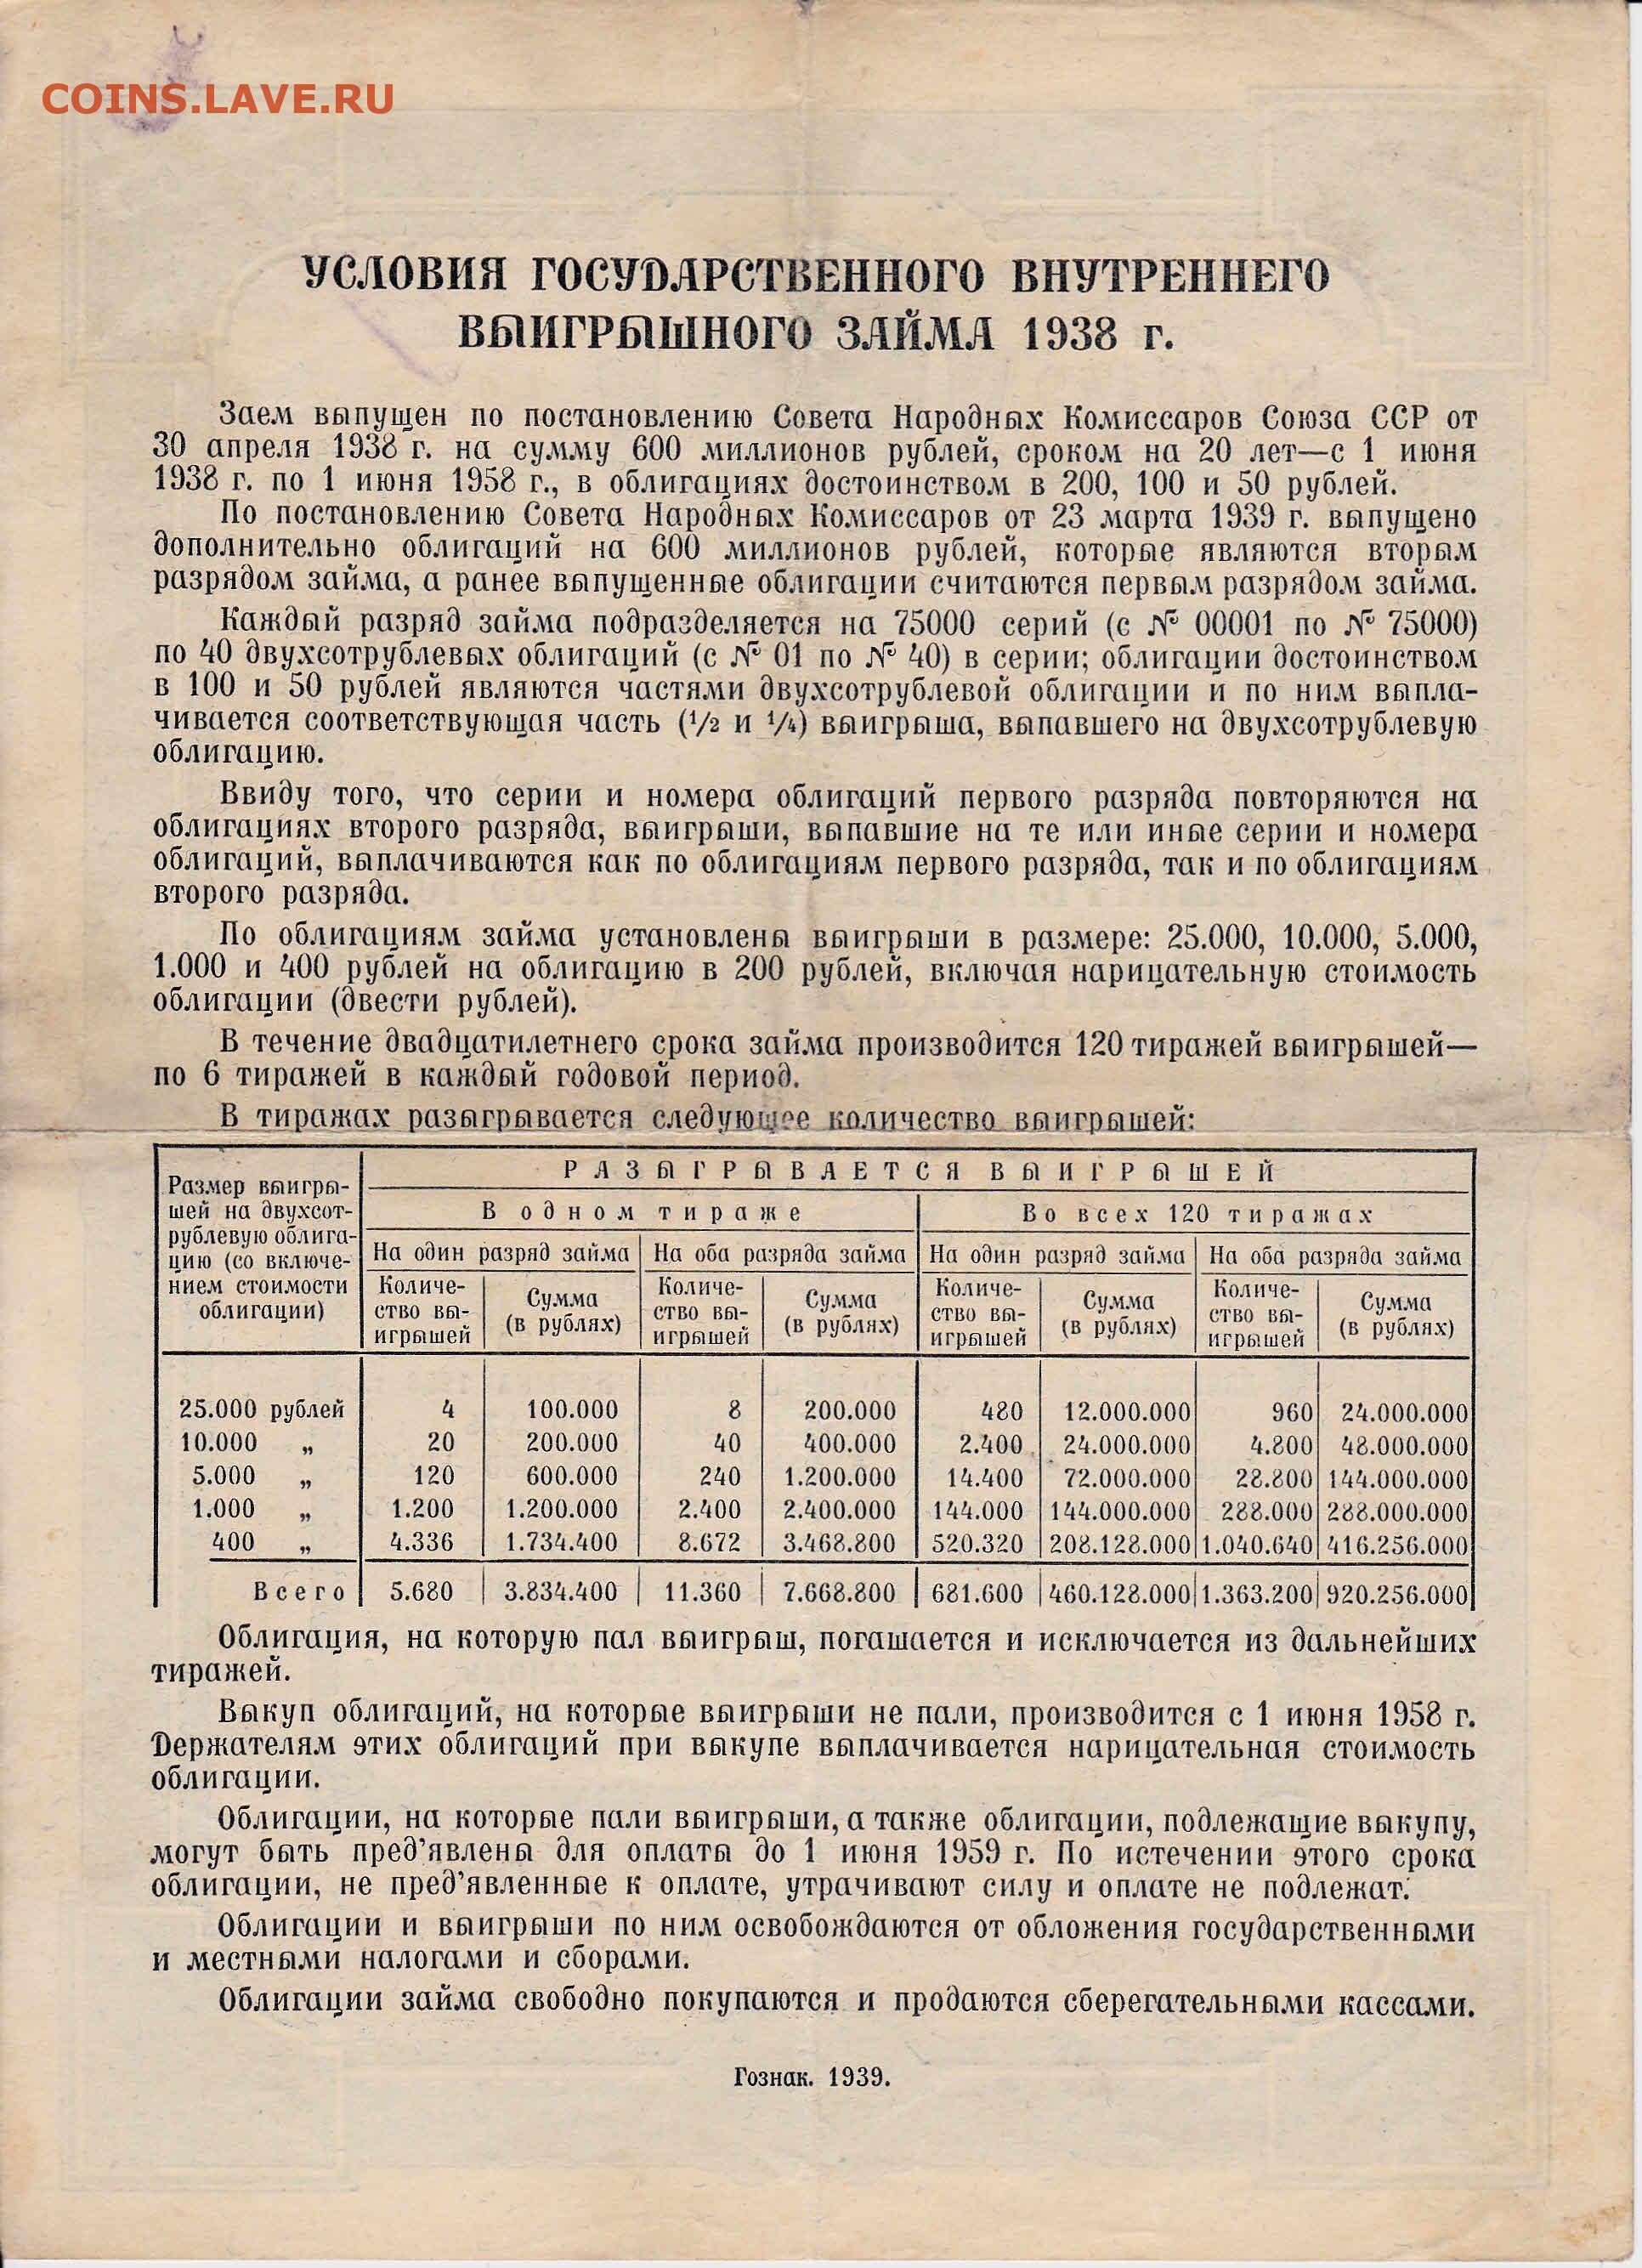 COINS.LAVE.RU
УСЛОВИЯ ГОСУДАРСТВЕННОГО ВНУТРЕННЕГО
ВЫИГРЫШНОГО ЗАЙМА 1938 г.
Заем выпущен по постановлению Совета Народных Комиссаров Союза ССР от
30 апреля 1938 г. на сумму 600 миллионов рублей, сроком на 20 лет—с 1 июня
1938 г. по 1 июня 1958 г., в облигациях достоинством в 200, 100 и 50 рублей.
По постановлению Совета Народных Комиссаров от 23 марта 1939 г. выпущено
дополнительно облигаций на 600 миллионов рублей, которые являются вторым
разрядом займа, а ранее выпущенные облигации считаются первым разрядом займа.
Каждый разряд займа подразделяется на 75000 серий (с № 00001 по № 75000)
по 40 двухсотрублевых облигаций (с № 01 по № 40) в серии; облигации достоинством
в 100 и 50 рублей являются частями двухсотрублевой облигации и по ним выпла-
чивается соответствующая часть (1/2 и 1/4) выигрыша, выпавшего на двухсотрублевую
облигацию.
Ввиду того, что серии и номера облигаций первого разряда повторяются на
облигациях второго разряда, выигрыши, выпавшие на те или иные серии и номера
облигаций, выплачиваются как по облигациям первого разряда, так и по облигациям
второго разряда.
По облигациям займа установлены выигрыши в размере: 25.000, 10.000, 5.000,
1.000 и 400 рублей на облигацию в 200 рублей, включая нарицательную стоимость
облигации (двести рублей).
В течение двадцатилетнего срока займа производится 120 тиражей выигрышей—
по 6 тиражей в каждый годовой период.
В тиражах разыгрывается следующее количество выигрышей:
Размер выигры-
шей на двухсот-
рублевую облига-
цию (со включе-
нием стоимости
облигации)
РАЗЫГРЫВАЕТСЯ ВЫИГРЫШЕЙ
В одном тираже Во всех 120 тиражах
На один разряд займа На оба разряда займа На один разряд займа На оба разряда займа
Количе- Количе- Количе- Количе-
ство вы- Сумма ство вы- Сумма ство вы- Сумма ство вы- Сумма
игрышей (в рублях) игрышей (в рублях) игрышей (в рублях) игрышей (в рублях)
25.000 рублей 4 100.000 8 200.000 480 12.000.000 960 24.000.000
10.000 „ 20 200.000 40 400.000 2.400 24.000.000 4.800 48.000.000
5.000 „ 120 600.000 240 1.200.000 14.400 72.000.000 28.800 144.000.000
1.000 „ 1.200 1.200.000 2.400 2.400.000 144.000 144.000.000 288.000 288.000.000
400 „ 4.336 1.734.400 8.672 3.468.800 520.320 208.128.000 1.040.640 416.256.000
Всего 5.680 3.834.400 11.360 7.668.800 681.600 460.128.000 1.363.200 920.256.000
Облигация, на которую пал выигрыш, погашается и исключается из дальнейших
тиражей.
Выкуп облигаций, на которые выигрыши не пали, производится с 1 июня 1958 г.
Держателям этих облигаций при выкупе выплачивается нарицательная стоимость
облигации.
Облигации, на которые пали выигрыши, а также облигации, подлежащие выкупу,
могут быть пред'явлены для оплаты до 1 июня 1959 г. По истечении этого срока
облигации, не пред'явленные к оплате, утрачивают силу и оплате не подлежат.
Облигации и выигрыши по ним освобождаются от обложения государственными
и местными налогами и сборами.
Облигации займа свободно покупаются и продаются сберегательными кассами.
Гознак. 1939.